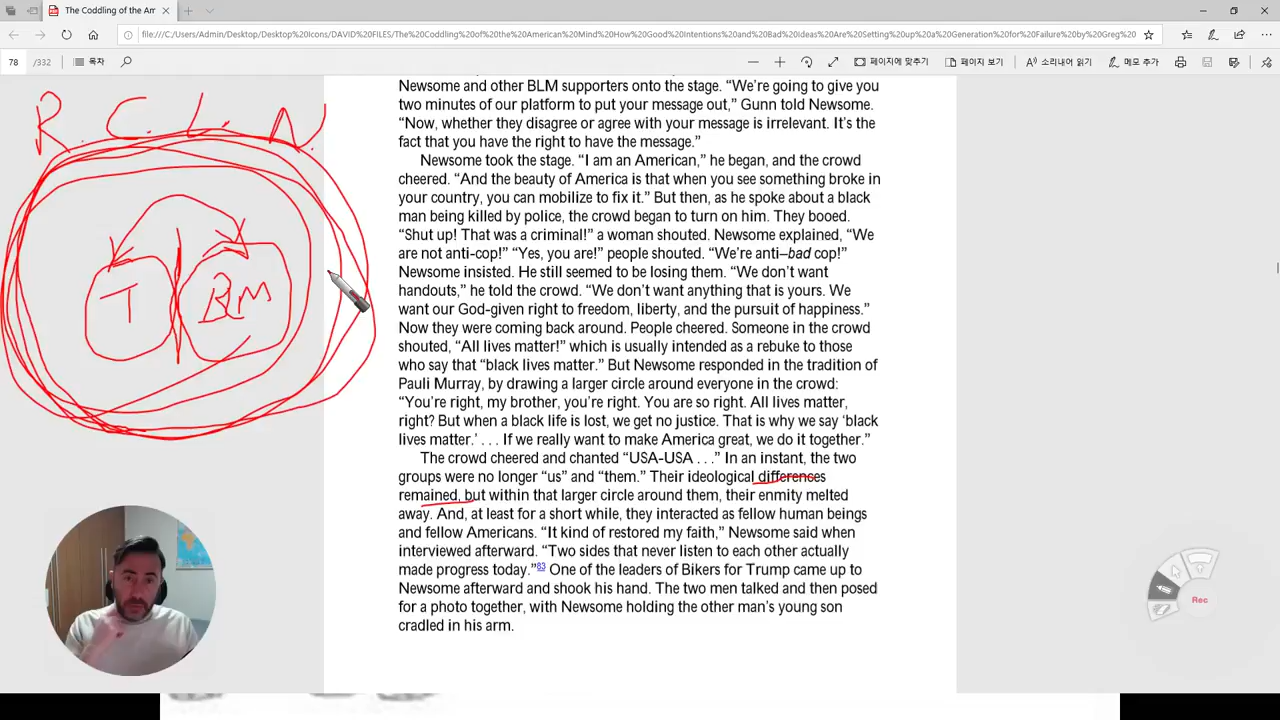 The Coddling of the Am
file:///C:/Users/Admin/Desktop/Desktop%20Icons/DAVID%20FILES/The%20Coddling%20of%20the%20American%20Mind%20How%20Good%20Intentions%20and%20Bad%20Ideas%20Are%20Setting%20up%20a%20Generation%20for%20Failure%20by%20Greg%20
78 /332 목차 페이지에 맞추기 페이지 보기 소리내어 읽기 메모 추가
R. C. L. N.
T BM
Newsome and other BLM supporters onto the stage. “We’re going to give you
two minutes of our platform to put your message out,” Gunn told Newsome.
“Now, whether they disagree or agree with your message is irrelevant. It’s the
fact that you have the right to have the message.”
Newsome took the stage. “I am an American,” he began, and the crowd
cheered. “And the beauty of America is that when you see something broke in
your country, you can mobilize to fix it.” But then, as he spoke about a black
man being killed by police, the crowd began to turn on him. They booed.
“Shut up! That was a criminal!” a woman shouted. Newsome explained, “We
are not anti-cop!” “Yes, you are!” people shouted. “We’re anti–bad cop!”
Newsome insisted. He still seemed to be losing them. “We don’t want
handouts,” he told the crowd. “We don’t want anything that is yours. We
want our God-given right to freedom, liberty, and the pursuit of happiness.”
Now they were coming back around. People cheered. Someone in the crowd
shouted, “All lives matter!” which is usually intended as a rebuke to those
who say that “black lives matter.” But Newsome responded in the tradition of
Pauli Murray, by drawing a larger circle around everyone in the crowd:
“You’re right, my brother, you’re right. You are so right. All lives matter,
right? But when a black life is lost, we get no justice. That is why we say ‘black
lives matter.’ . . . If we really want to make America great, we do it together.”
The crowd cheered and chanted “USA-USA . . .” In an instant, the two
groups were no longer “us” and “them.” Their ideological differences
remained, but within that larger circle around them, their enmity melted
away. And, at least for a short while, they interacted as fellow human beings
and fellow Americans. “It kind of restored my faith,” Newsome said when
interviewed afterward. “Two sides that never listen to each other actually
made progress today.”83 One of the leaders of Bikers for Trump came up to
Newsome afterward and shook his hand. The two men talked and then posed
for a photo together, with Newsome holding the other man’s young son
cradled in his arm.
Rec